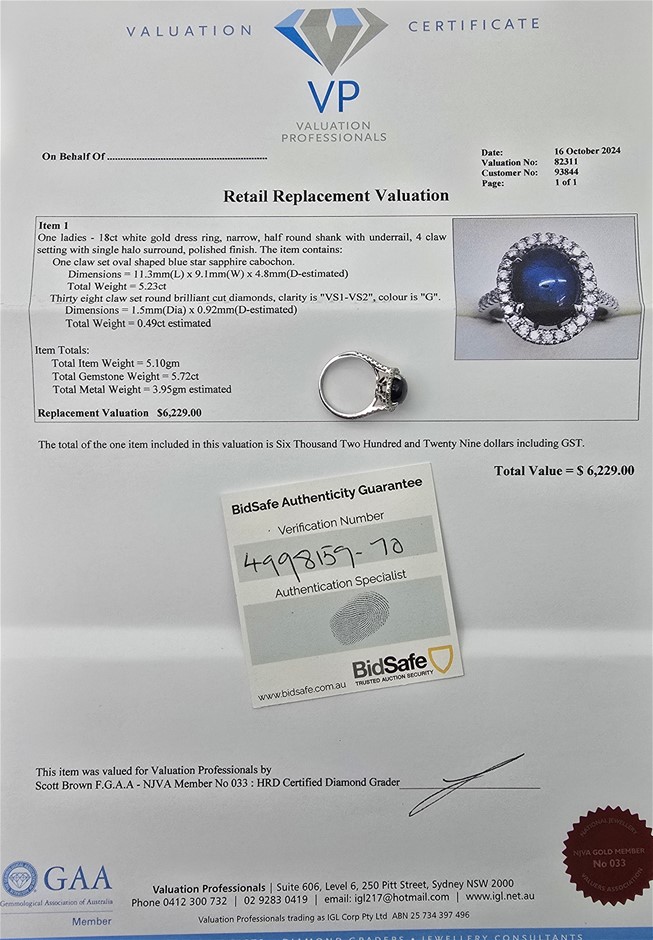 VALUATION CERTIFICATE
VP
VALUATION
PROFESSIONALS
On Behalf Of
Date: 16 October 2024
Valuation No: 82311
Customer No: 93844
Page: 1 of 1
Retail Replacement Valuation
Item 1
One ladies - 18ct white gold dress ring, narrow, half round shank with underrail, 4 claw
setting with single halo surround, polished finish. The item contains:
One claw set oval shaped blue star sapphire cabochon.
Dimensions = 11.3mm(L) x 9.1mm(W) x 4.8mm(D-estimated)
Total Weight = 5.23ct
Thirty eight claw set round brilliant cut diamonds, clarity is "VS1-VS2", colour is "G".
Dimensions = 1.5mm(Dia) x 0.92mm(D-estimated)
Total Weight = 0.49ct estimated
Item Totals:
Total Item Weight = 5.10gm
Total Gemstone Weight = 5.72ct
Total Metal Weight = 3.95gm estimated
Replacement Valuation $6,229.00
The total of the one item included in this valuation is Six Thousand Two Hundred and Twenty Nine dollars including GST.
Total Value = $ 6,229.00
BidSafe Authenticity Guarantee
Verification Number
4998159-70
Authentication Specialist
BidSafe
TRUSTED AUCTION SECURITY
www.bidsafe.com.au
This item was valued for Valuation Professionals by
Scott Brown F.G.A.A - NJVA Member No 033 : HRD Certified Diamond Grader
NATIONAL JEWELLERY
NJVA GOLD MEMBER
No 033
VALUERS ASSOCIATION
GAA
Gemmological Association of Australia
Member
Valuation Professionals | Suite 606, Level 6, 250 Pitt Street, Sydney NSW 2000
Phone 0412 300 732 | 02 9283 0419 | email: igl217@hotmail.com | www.igl.net.au
Valuation Professionals trading as IGL Corp Pty Ltd ABN 25 734 397 496
DIAMOND GRADERS & JEWELLERY CONSULTANTS